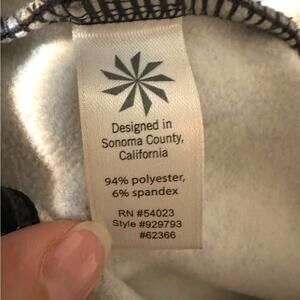 Designed in
Sonoma County,
California
94% polyester,
6% spandex
RN #54023
Style #929793
#62366